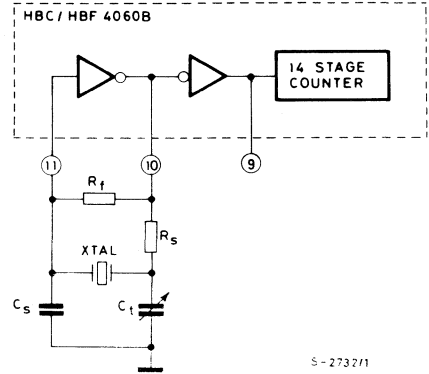 HBC / HBF 4060B
14 STAGE
COUNTER
11
10
9
Rf
Rs
XTAL
Cs
Ct
S-2732/1